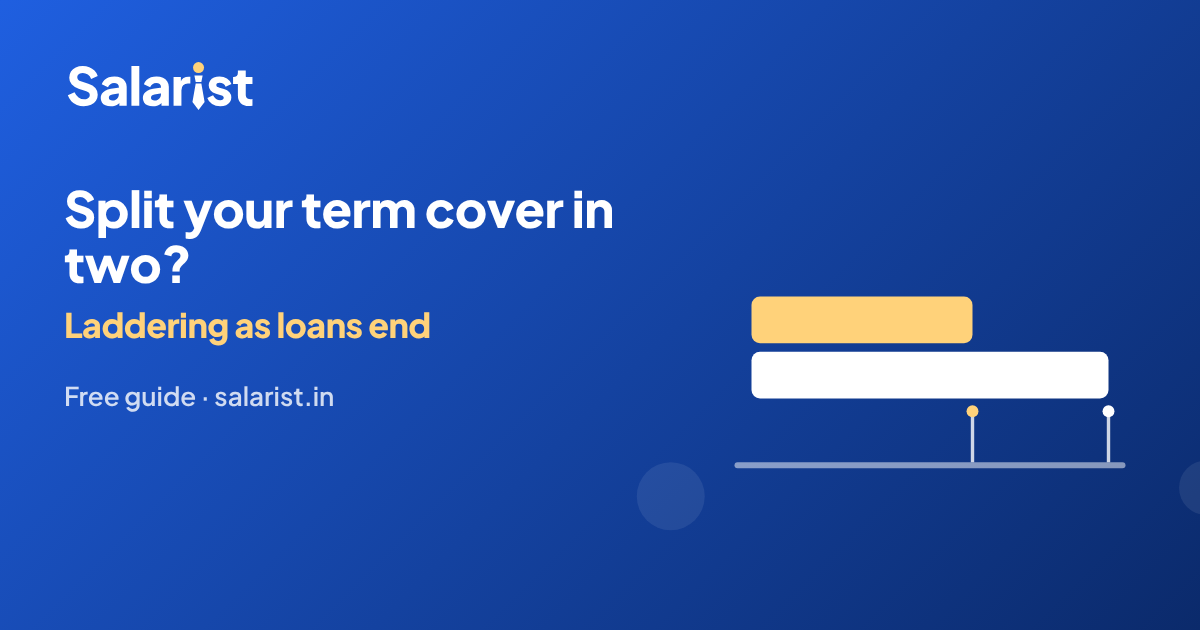 Salarist
Split your term cover in
two?
Laddering as loans end
Free guide · salarist.in